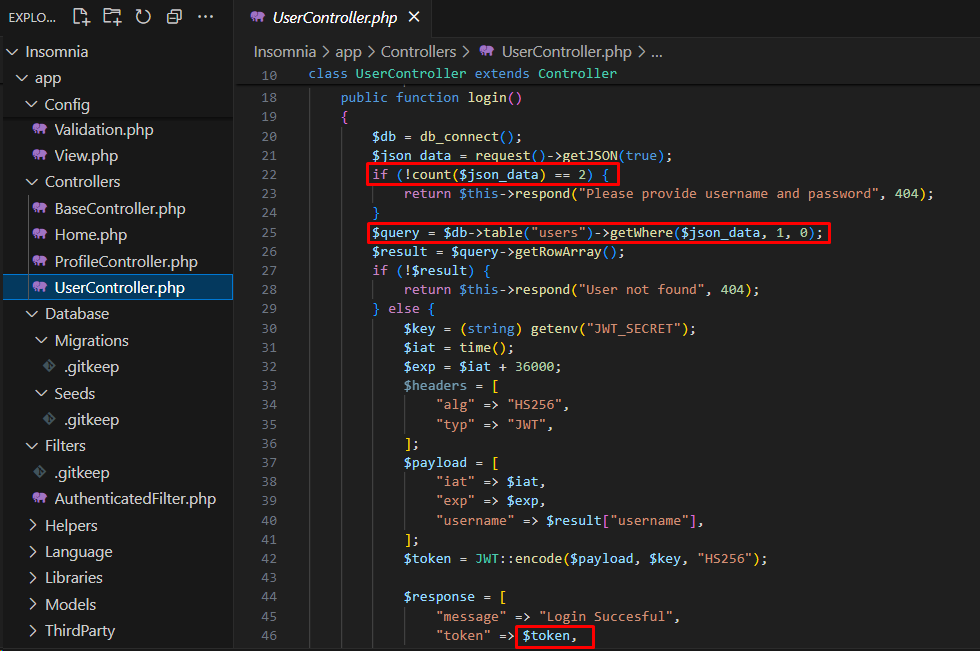 EXPLO...
Insomnia
app
Config
Validation.php
View.php
Controllers
BaseController.php
Home.php
ProfileController.php
UserController.php
Database
Migrations
.gitkeep
Seeds
.gitkeep
Filters
.gitkeep
AuthenticatedFilter.php
Helpers
Language
Libraries
Models
ThirdParty
UserController.php
Insomnia > app > Controllers > UserController.php > ...
10 class UserController extends Controller
18 public function login()
19 {
20 $db = db_connect();
21 $json_data = request()->getJSON(true);
22 if (!count($json_data) == 2) {
23 return $this->respond("Please provide username and password", 404);
24 }
25 $query = $db->table("users")->getWhere($json_data, 1, 0);
26 $result = $query->getRowArray();
27 if (!$result) {
28 return $this->respond("User not found", 404);
29 } else {
30 $key = (string) getenv("JWT_SECRET");
31 $iat = time();
32 $exp = $iat + 36000;
33 $headers = [
34 "alg" => "HS256",
35 "typ" => "JWT",
36 ];
37 $payload = [
38 "iat" => $iat,
39 "exp" => $exp,
40 "username" => $result["username"],
41 ];
42 $token = JWT::encode($payload, $key, "HS256");
43
44 $response = [
45 "message" => "Login Succesful",
46 "token" => $token,